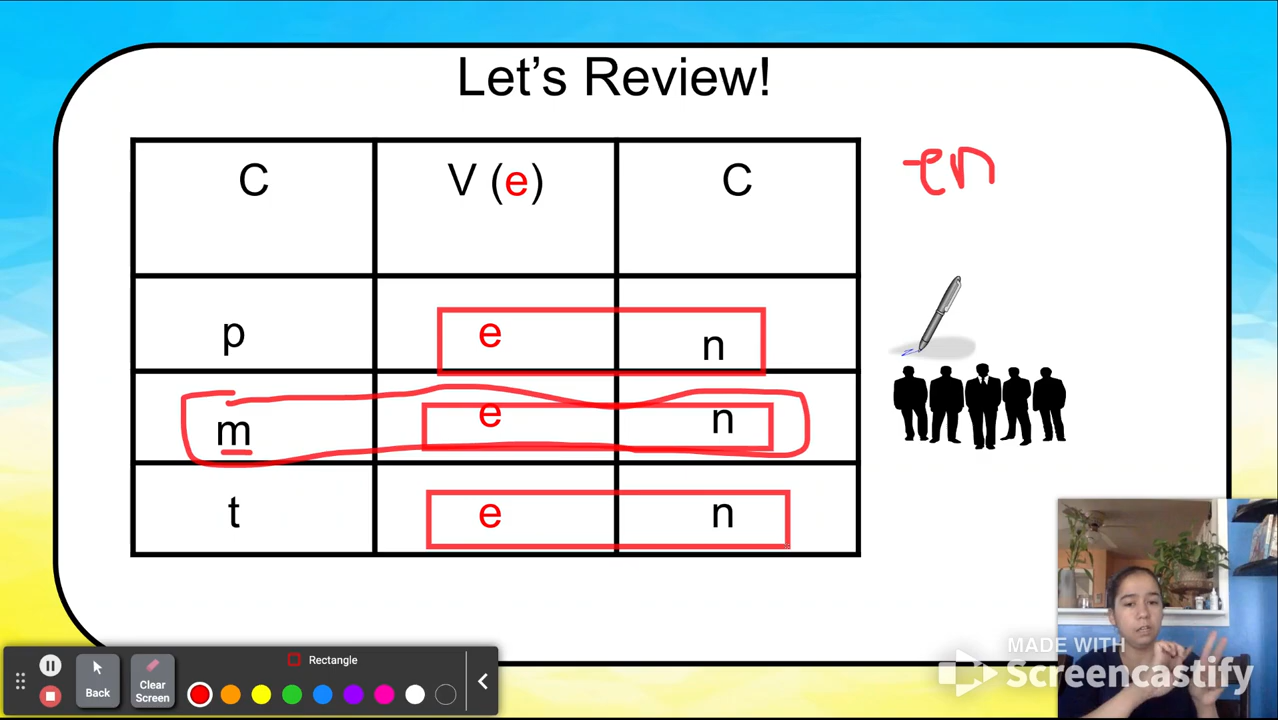 Let's Review!
C V (e) C
-en
p e n
m e n
t e n
Rectangle
Back
Clear
Screen
MADE WITH
Screencastify